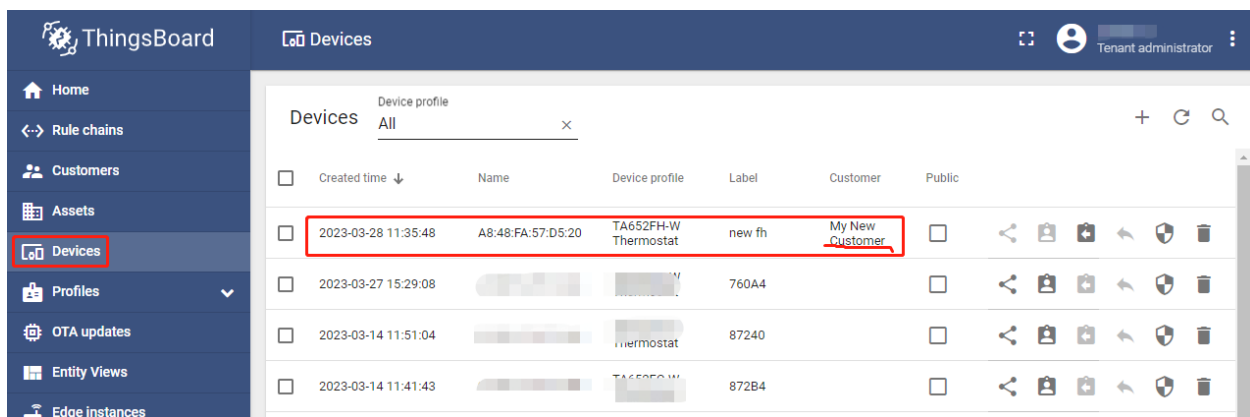 ThingsBoard
Devices
Tenant administrator
Home
Rule chains
Customers
Assets
Devices
Profiles
OTA updates
Entity Views
Edge instances
Devices
Device profile
All
Created time Name Device profile Label Customer Public
2023-03-28 11:35:48 A8:48:FA:57:D5:20 TA652FH-W Thermostat new fh My New Customer
2023-03-27 15:29:08 760A4
2023-03-14 11:51:04 Thermostat 87240
2023-03-14 11:41:43 872B4